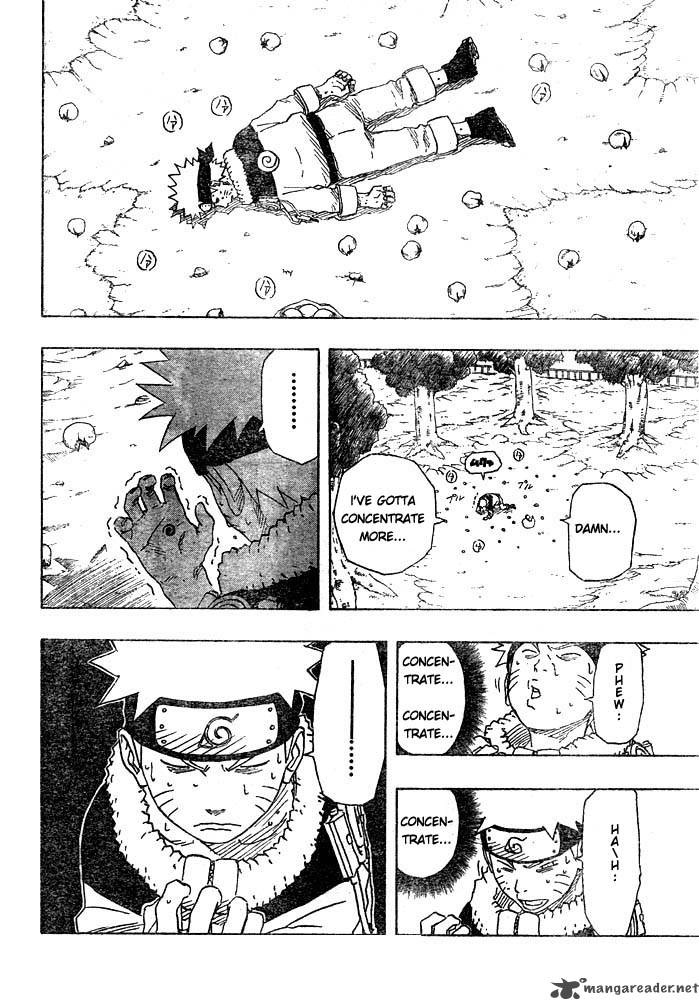 DAMN...
I'VE GOTTA
CONCENTRATE
MORE...
.........
PHEW:
CONCEN-
TRATE...
CONCEN-
TRATE...
HAH:
CONCEN-
TRATE...
...........
mangareader.net